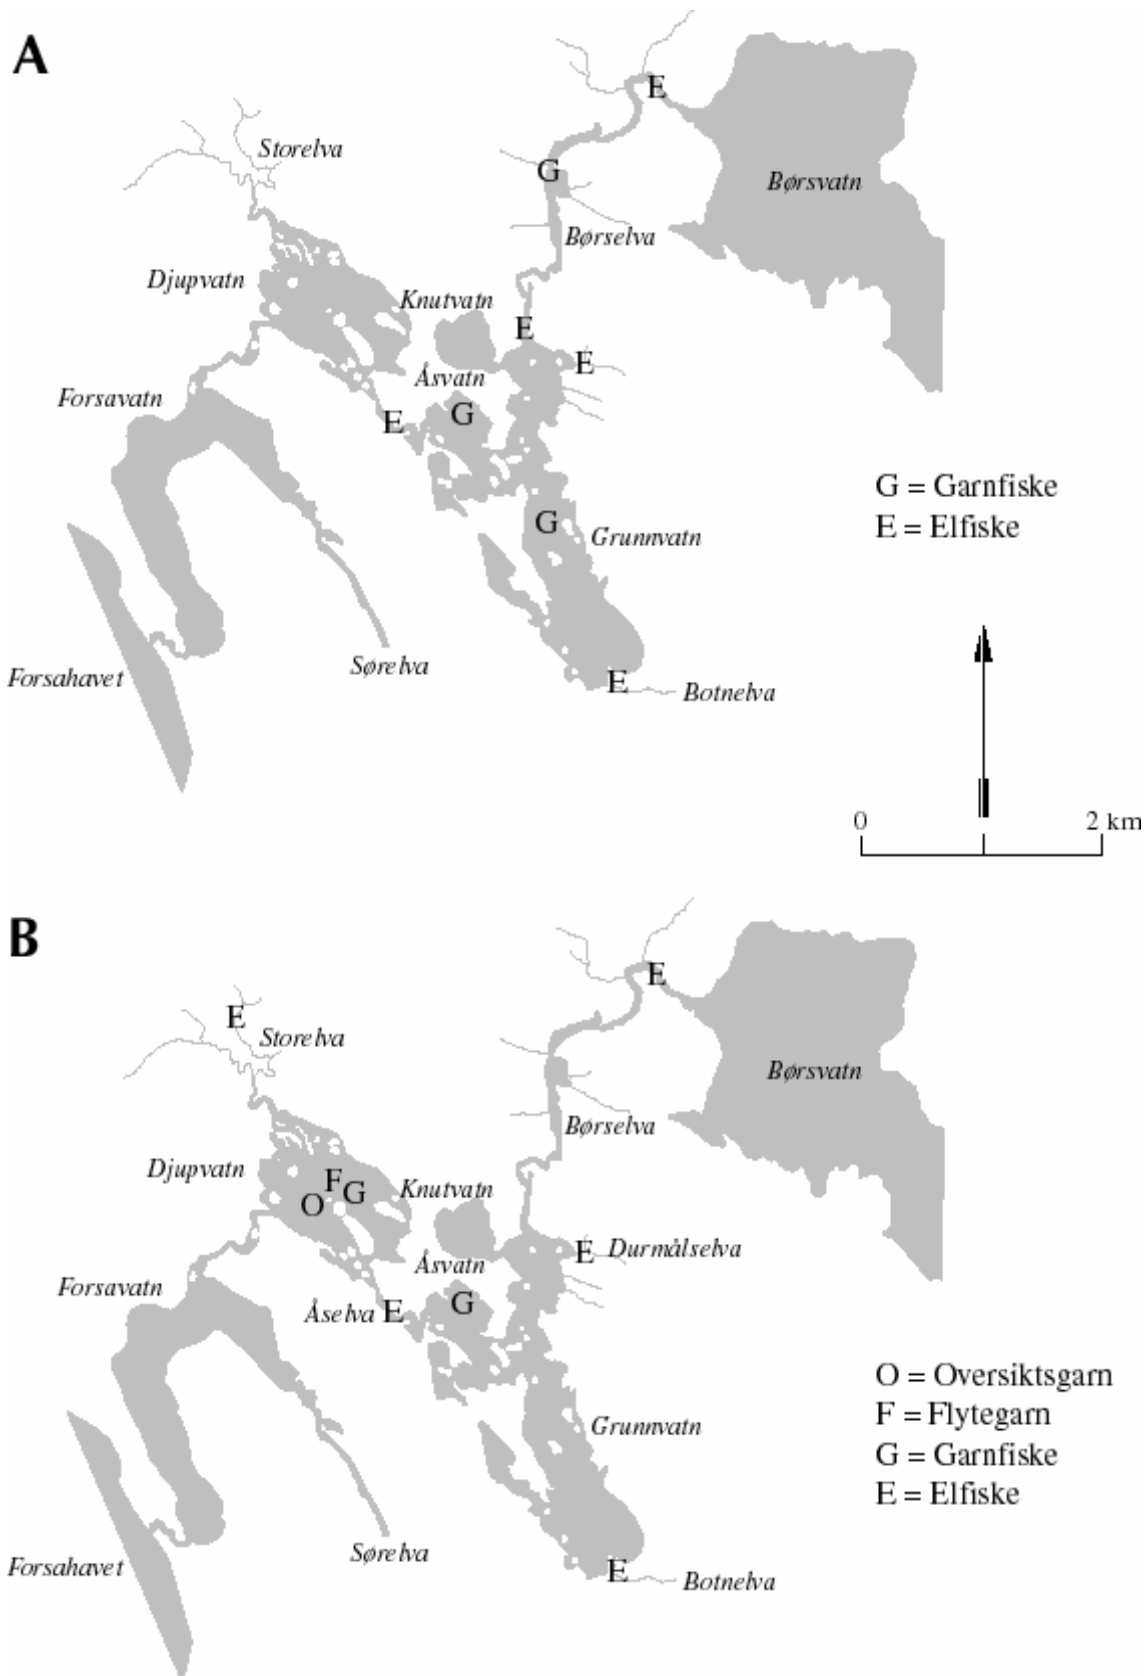 A
E
Storelva
G
Børsvatn
Børselva
Djupvatn
Knutvatn
E
E
Åsvatn
Forsavatn
E
G
G = Garnfiske
G
E = Elfiske
Grunnvatn
Sørelva
Forsahavet
E
Botnelva
0
2 km
B
E
E
Storelva
Børsvatn
Børselva
Djupvatn
F
G
Knutvatn
O
E
Durmålselva
Åsvatn
Forsavatn
Åselva
E
G
O = Oversiktsgarn
F = Flytegarn
Grunnvatn
G = Garnfiske
E = Elfiske
Sørelva
Forsahavet
E
Botnelva